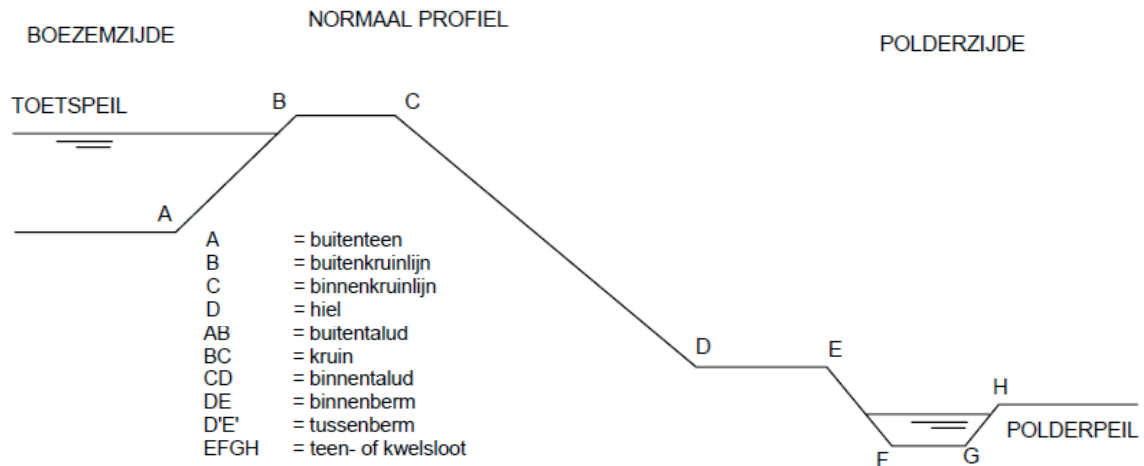 NORMAAL PROFIEL
BOEZEMZIJDE
POLDERZIJDE
TOETSPEIL
B
C
A
A = buitenteen
B = buitenkruinlijn
C = binnenkruinlijn
D = hiel
AB = buitentalud
BC = kruin
CD = binnentalud
DE = binnenberm
D'E' = tussenberm
EFGH = teen- of kwelsloot
D
E
H
POLDERPEIL
F
G